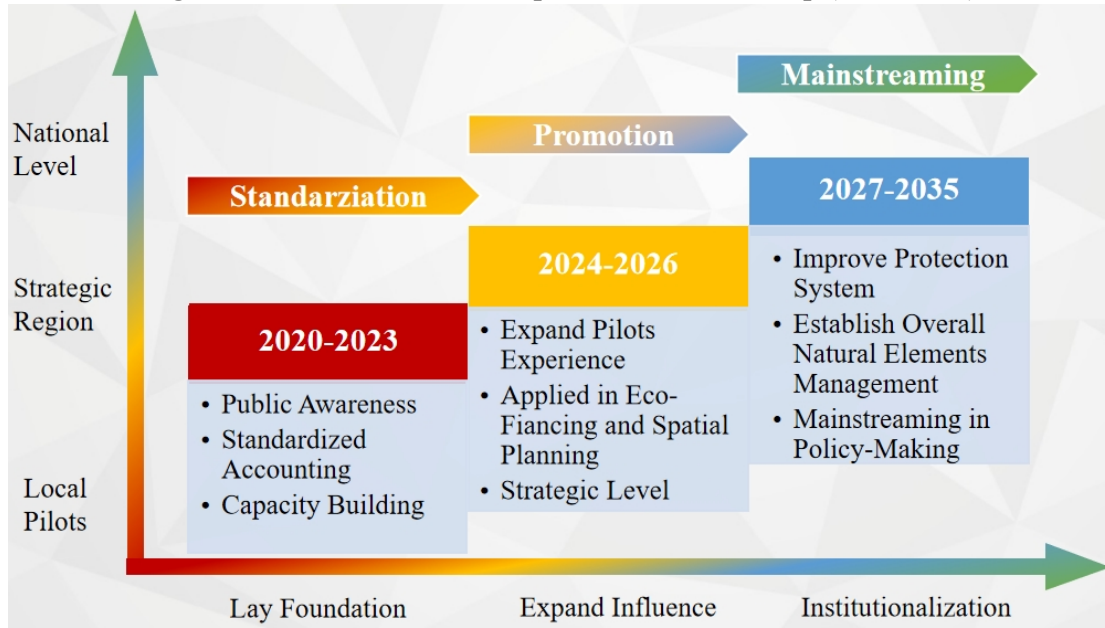 Mainstreaming
National
Level
Promotion
2027-2035
Standarziation
• Improve Protection
System
• Establish Overall
Natural Elements
Management
• Mainstreaming in
Policy-Making
2024-2026
Strategic
Region
• Expand Pilots
Experience
• Applied in Eco-
Fiancing and Spatial
Planning
• Strategic Level
2020-2023
• Public Awareness
• Standardized
Accounting
• Capacity Building
Local
Pilots
Lay Foundation
Expand Influence
Institutionalization